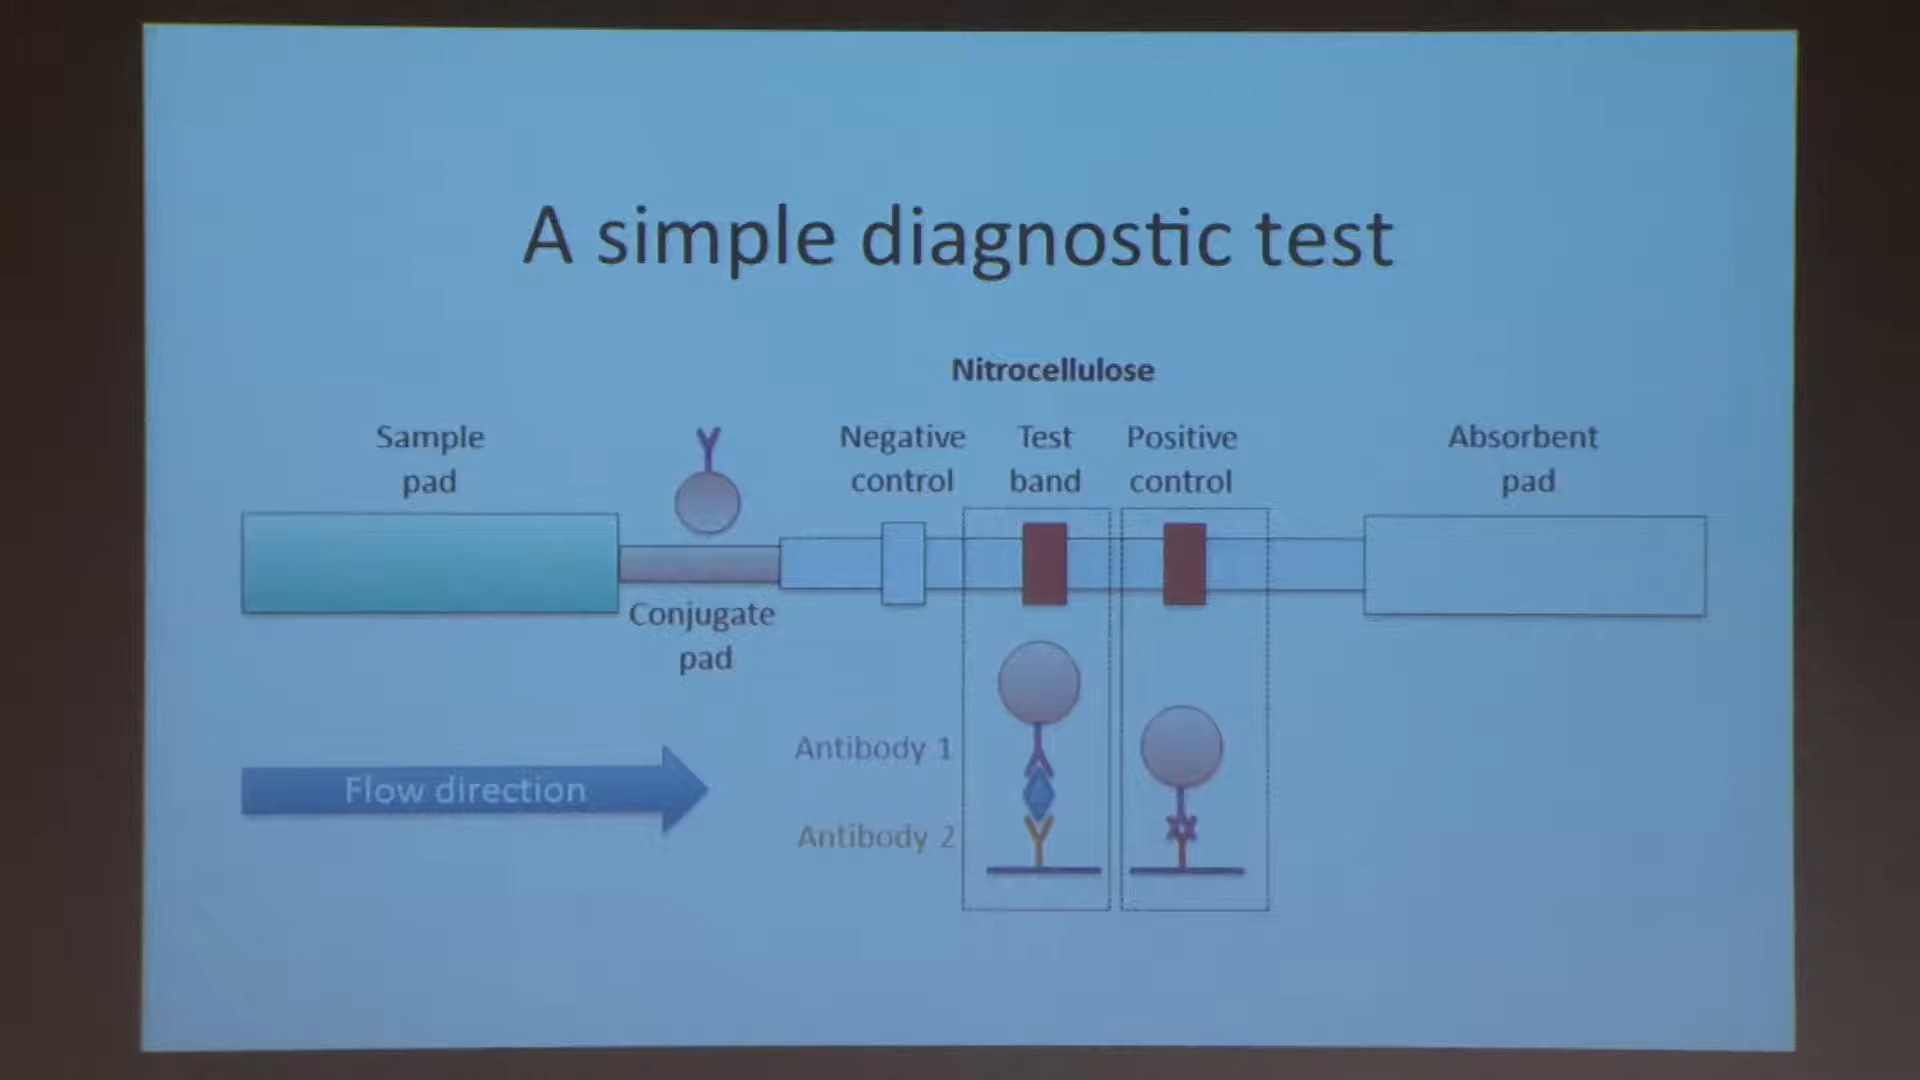 A simple diagnostic test
Nitrocellulose
Sample
pad
Negative
control
Test
band
Positive
control
Absorbent
pad
Conjugate
pad
Flow direction
Antibody 1
Antibody 2